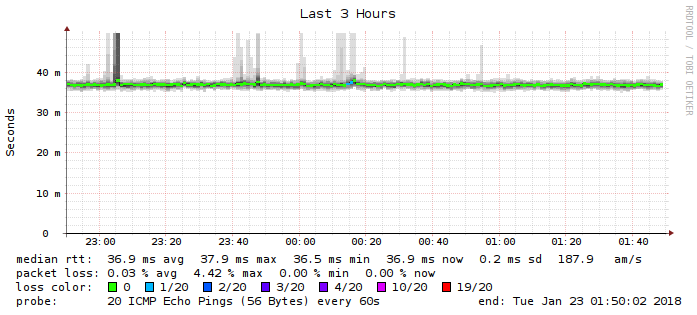 Last 3 Hours
RRDTOOL / TOBI OETIKER
Seconds
40 m
30 m
20 m
10 m
0
23:00 23:20 23:40 00:00 00:20 00:40 01:00 01:20 01:40
median rtt: 36.9 ms avg 37.9 ms max 36.5 ms min 36.9 ms now 0.2 ms sd 187.9 am/s
packet loss: 0.03 % avg 4.42 % max 0.00 % min 0.00 % now
loss color: 0 1/20 2/20 3/20 4/20 10/20 19/20
probe: 20 ICMP Echo Pings (56 Bytes) every 60s end: Tue Jan 23 01:50:02 2018